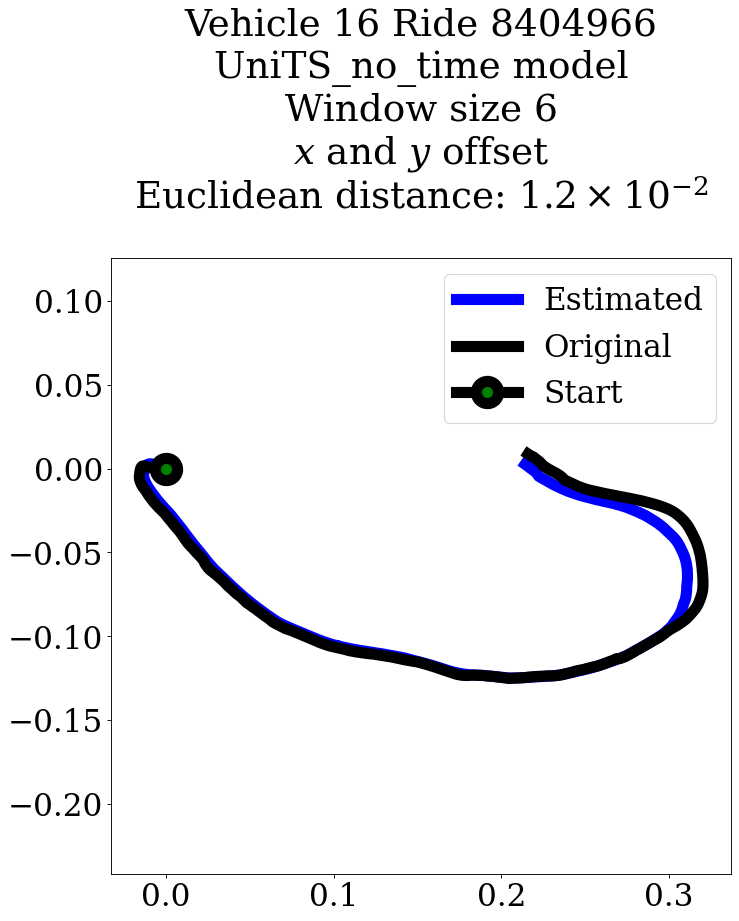 Vehicle 16 Ride 8404966
UniTS_no_time model
Window size 6
x and y offset
Euclidean distance: 1.2 × 10⁻²
Estimated
Original
Start
0.10
0.05
0.00
−0.05
−0.10
−0.15
−0.20
0.0 0.1 0.2 0.3